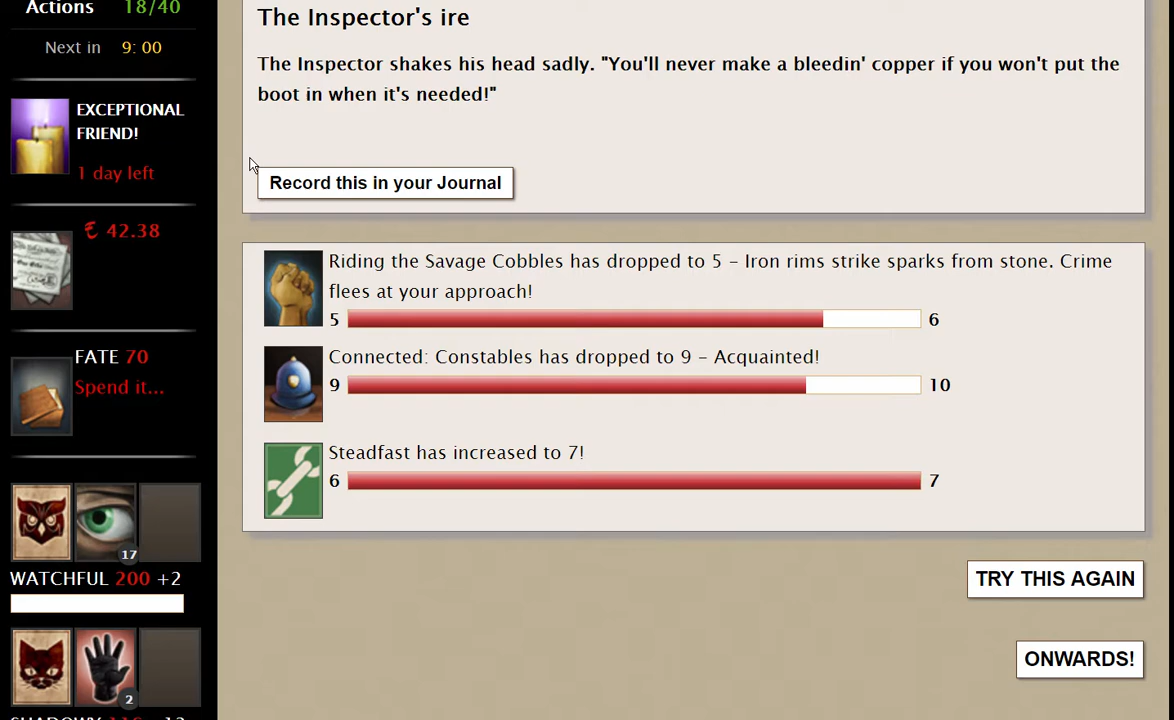 Actions 18/40
Next in 9: 00
EXCEPTIONAL
FRIEND!
1 day left
42.38
FATE 70
Spend it...
17
WATCHFUL 200 +2
2
The Inspector's ire
The Inspector shakes his head sadly. "You'll never make a bleedin' copper if you won't put the
boot in when it's needed!"
Record this in your Journal
Riding the Savage Cobbles has dropped to 5 – Iron rims strike sparks from stone. Crime
flees at your approach!
5 6
Connected: Constables has dropped to 9 – Acquainted!
9 10
Steadfast has increased to 7!
6 7
TRY THIS AGAIN
ONWARDS!